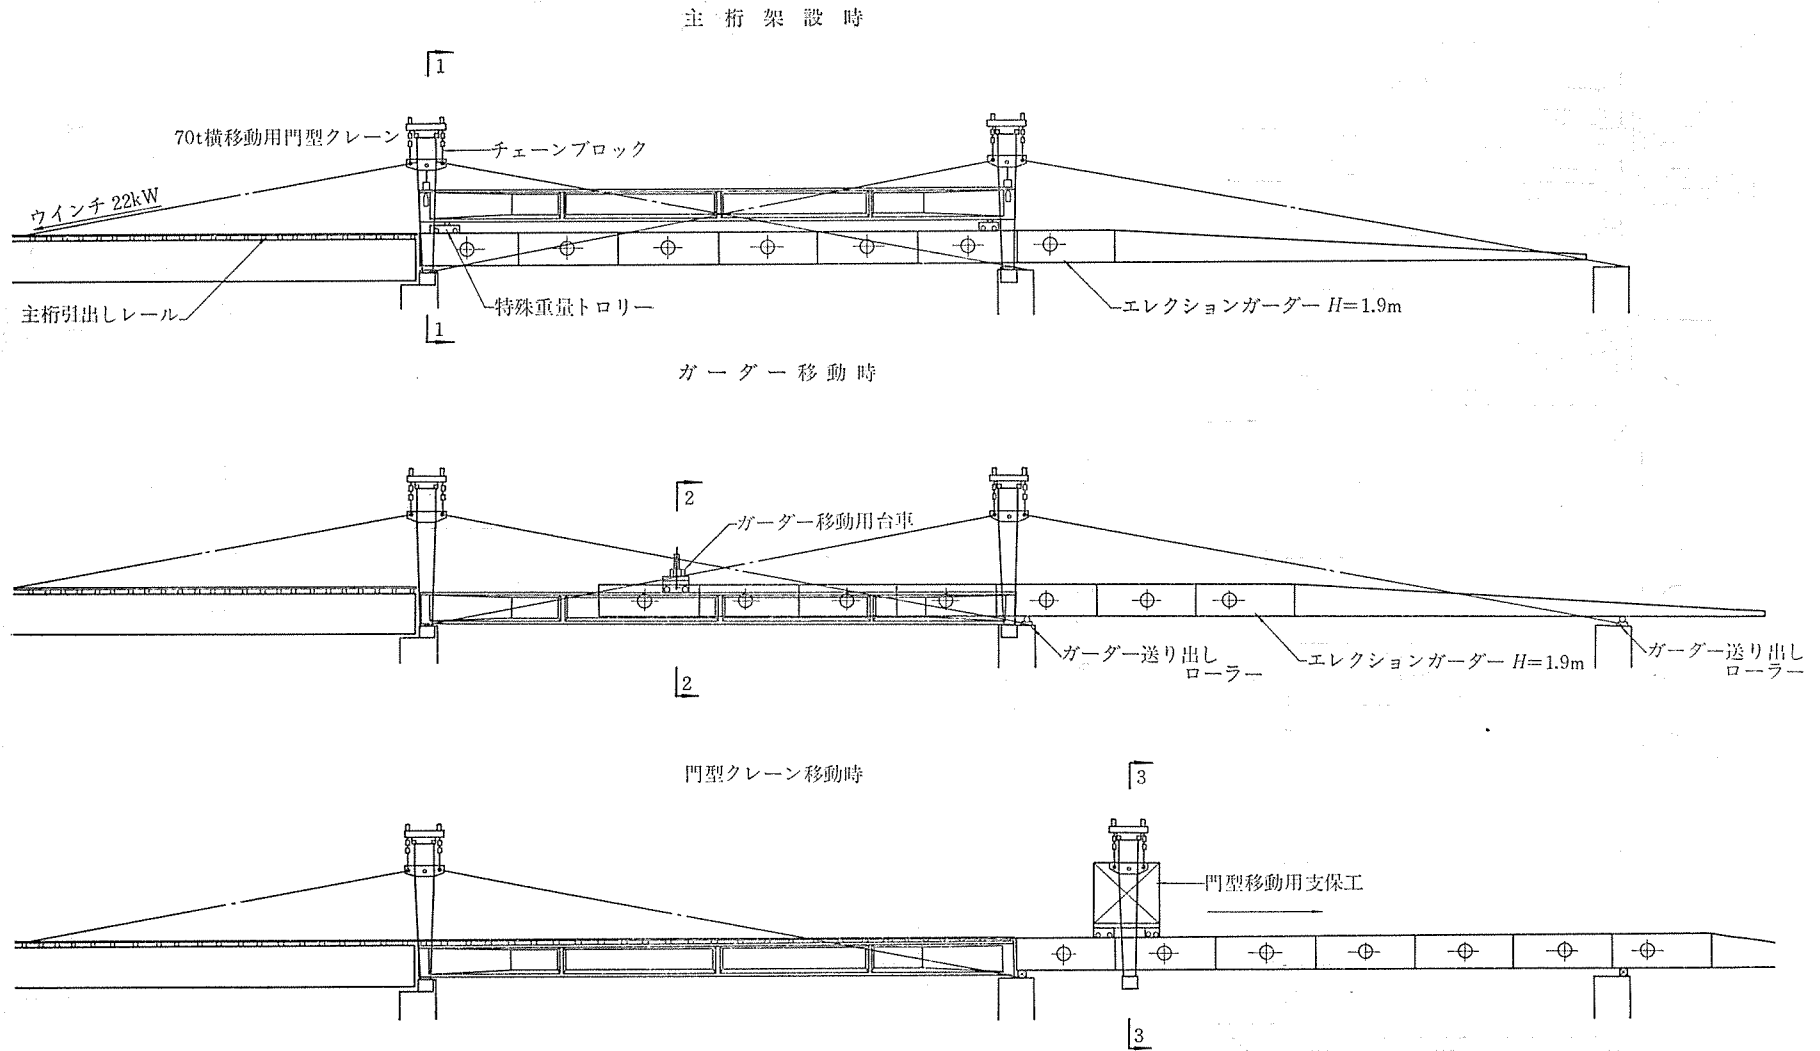 主桁架設時
1
70t横移動用門型クレーン
チェーンブロック
ウインチ 22kW
主桁引出しレール
特殊重量トロリー
エレクションガーダー H=1.9m
1
ガーダー移動時
2
ガーダー移動用台車
ガーダー送り出し
ローラー
エレクションガーダー H=1.9m
ガーダー送り出し
ローラー
2
門型クレーン移動時
3
門型移動用支保工
3